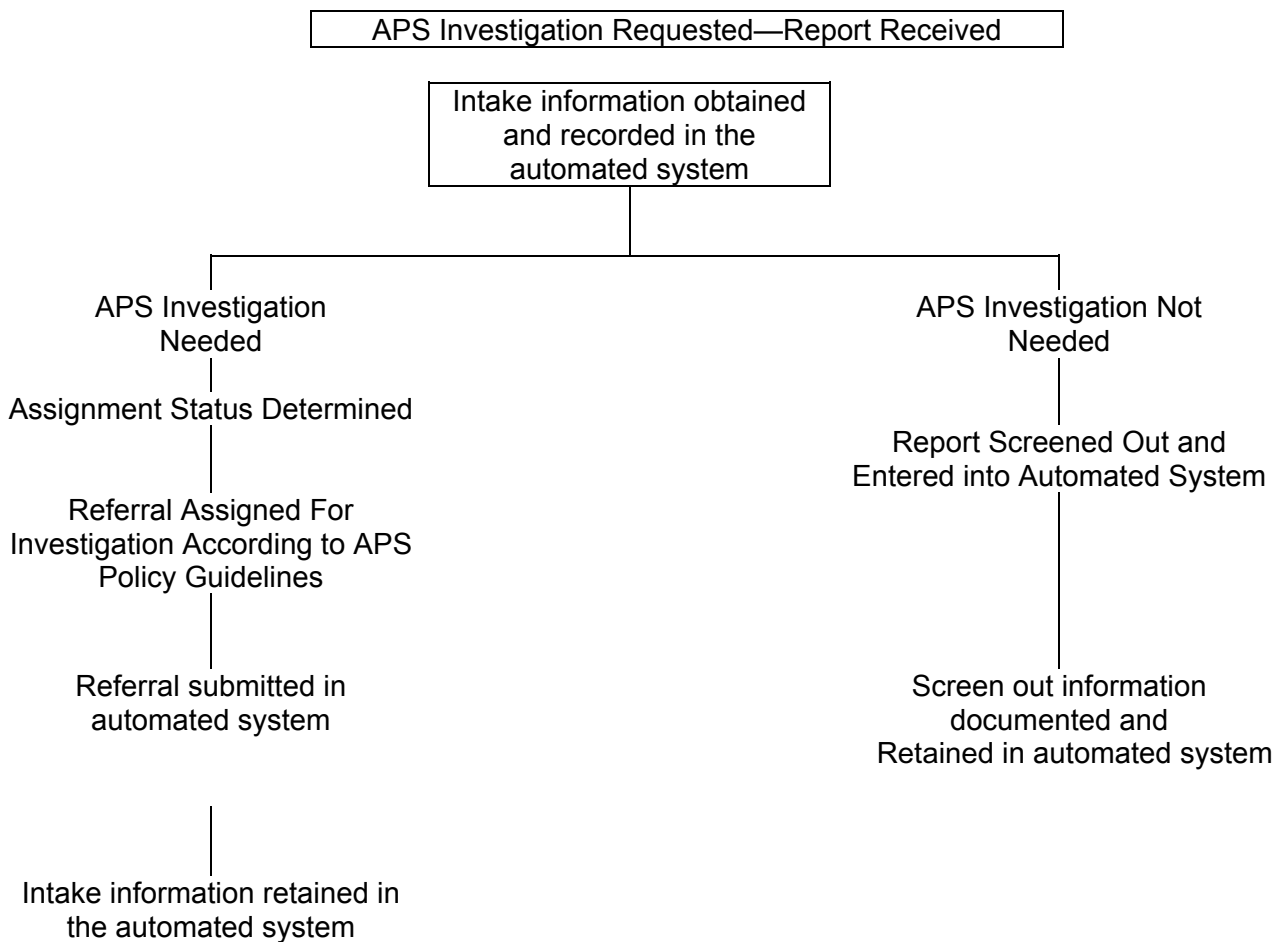 APS Investigation Requested—Report Received
Intake information obtained
and recorded in the
automated system
APS Investigation
Needed
Assignment Status Determined
Referral Assigned For
Investigation According to APS
Policy Guidelines
Referral submitted in
automated system
Intake information retained in
the automated system
APS Investigation Not
Needed
Report Screened Out and
Entered into Automated System
Screen out information
documented and
Retained in automated system